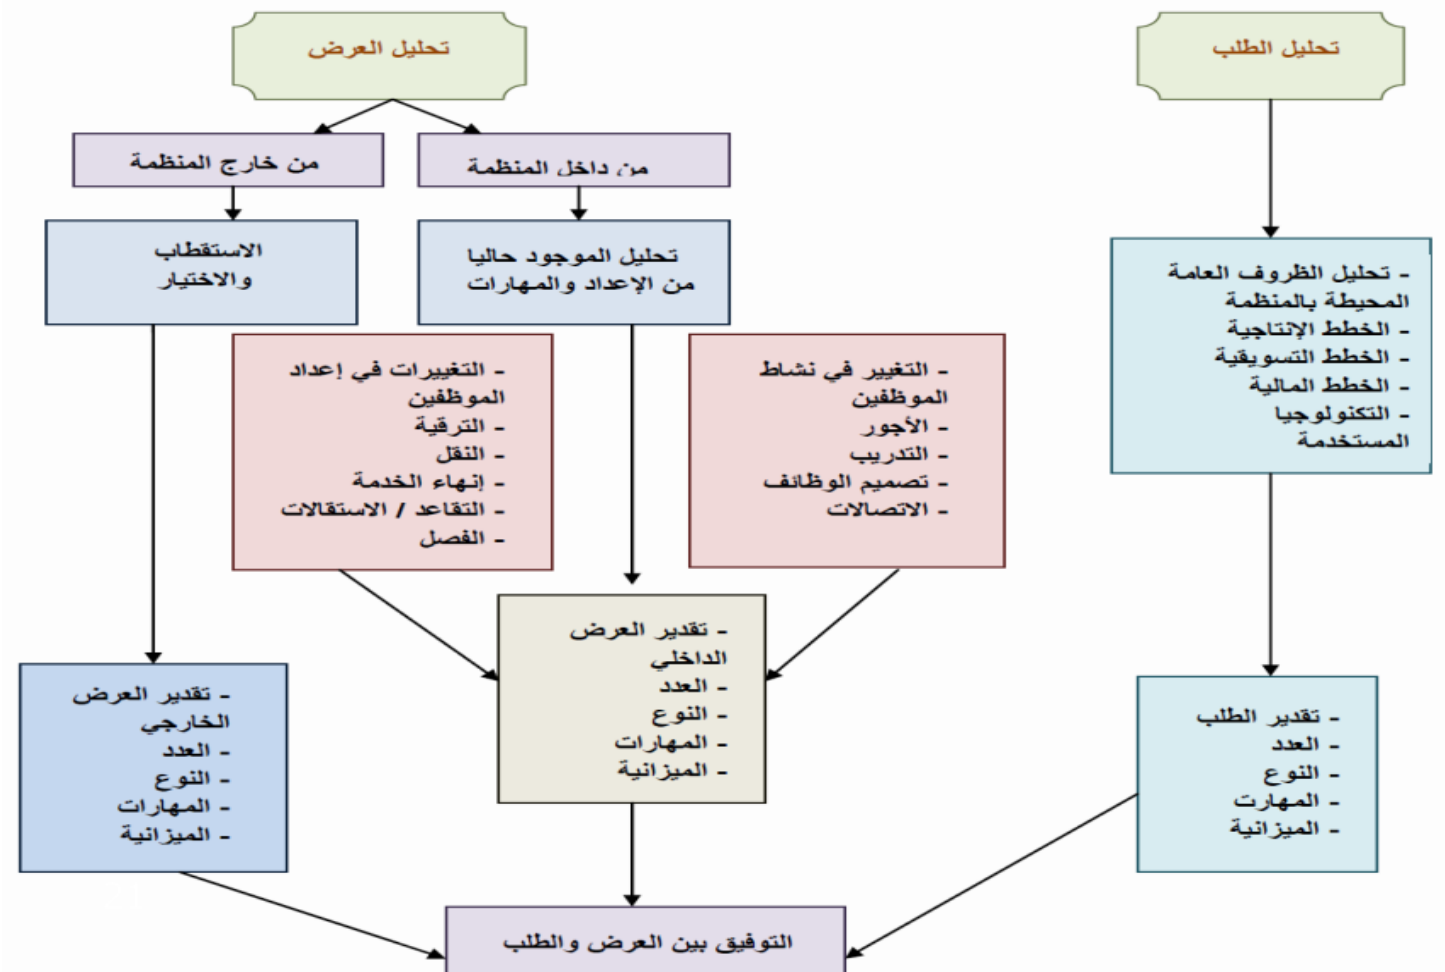 تحليل الطلب
تحليل العرض
من داخل المنظمة
من خارج المنظمة
- تحليل الظروف العامة
المحيطة بالمنظمة
- الخطط الإنتاجية
- الخطط التسويقية
- الخطط المالية
- التكنولوجيا
المستخدمة
تحليل الموجود حاليا
من الإعداد والمهارات
الاستقطاب
والاختيار
- التغيير في نشاط
الموظفين
- الأجور
- التدريب
- تصميم الوظائف
- الاتصالات
- التغييرات في إعداد
الموظفين
- الترقية
- النقل
- إنهاء الخدمة
- التقاعد / الاستقالات
- الفصل
- تقدير الطلب
- العدد
- النوع
- المهارت
- الميزانية
- تقدير العرض
الداخلي
- العدد
- النوع
- المهارات
- الميزانية
- تقدير العرض
الخارجي
- العدد
- النوع
- المهارات
- الميزانية
التوفيق بين العرض والطلب